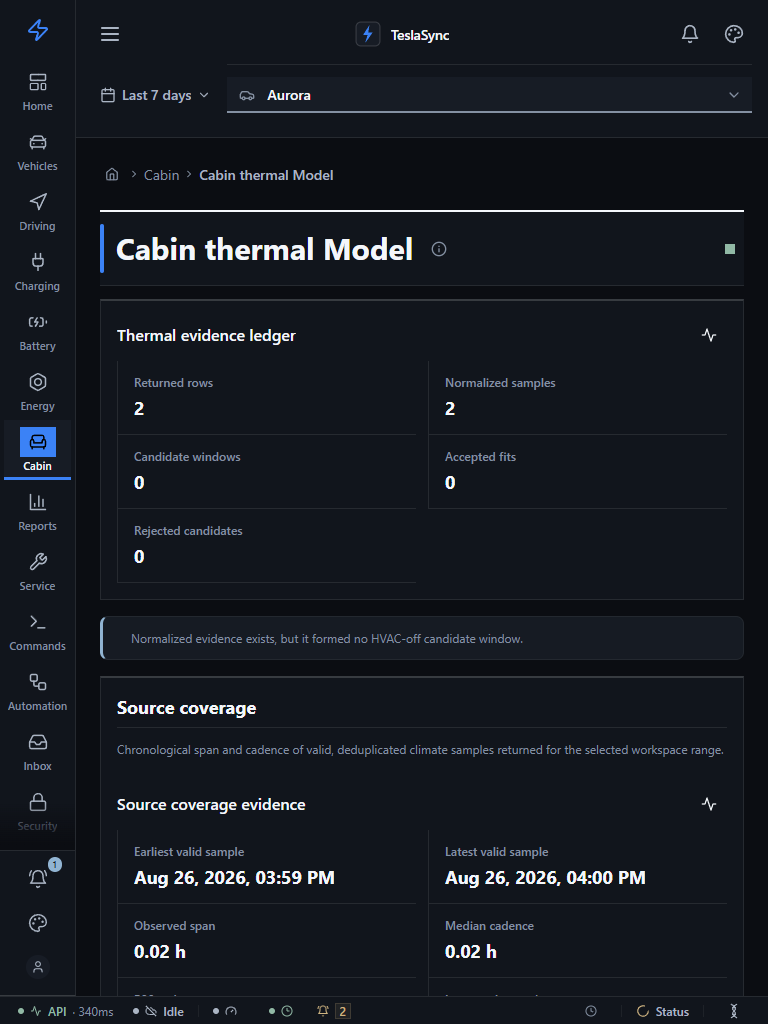 TeslaSync
Last 7 days
Aurora
Home
Vehicles
Driving
Charging
Battery
Energy
Cabin
Reports
Service
Commands
Automation
Inbox
Security
1
Cabin
Cabin thermal Model
Cabin thermal Model
Thermal evidence ledger
Returned rows
2
Normalized samples
2
Candidate windows
0
Accepted fits
0
Rejected candidates
0
Normalized evidence exists, but it formed no HVAC-off candidate window.
Source coverage
Chronological span and cadence of valid, deduplicated climate samples returned for the selected workspace range.
Source coverage evidence
Earliest valid sample
Aug 26, 2026, 03:59 PM
Latest valid sample
Aug 26, 2026, 04:00 PM
Observed span
0.02 h
Median cadence
0.02 h
API · 340ms
Idle
2
Status